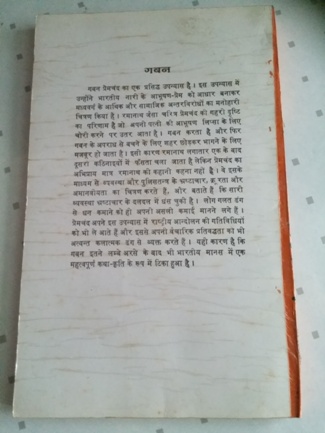 गबन
गबन प्रेमचंद का एक प्रसिद्ध उपन्यास है। इस उपन्यास में
उन्होंने भारतीय नारी के आभूषण-प्रेम को आधार बनाकर
मध्यवर्ग के आर्थिक और सामाजिक अन्तरविरोधों का मनोहारी
चित्रण किया है। रमानाथ जैसा चरित्र प्रेमचंद की गहरी दृष्टि
का परिणाम है जो अपनी पत्नी की आभूषण लिप्सा के लिए
चोरी करने पर उतर आता है। गबन करता है और फिर
गबन के अपराध से बचने के लिए शहर छोड़कर भागने के लिए
मजबूर हो जाता है। इसी कारण रमानाथ लगातार एक के बाद
दूसरी कठिनाइयों में फँसता चला जाता है लेकिन प्रेमचंद का
अभिप्राय मात्र रमानाथ की कहानी कहना नहीं है। वे इसके
माध्यम से व्यवस्था और पुलिसतन्त्र के भ्रष्टाचार, क्रूरता और
अमानवीयता का चित्रण करते हैं, और बताते हैं कि सारी
व्यवस्था भ्रष्टाचार के दलदल में धंस चुकी है। लोग गलत ढंग
से धन कमाने को ही अपनी असली कमाई मानने लगे हैं।
प्रेमचंद अपने इस उपन्यास में राष्ट्रीय आन्दोलन की गतिविधियों
को भी ले आते हैं और इससे अपनी वैचारिक प्रतिबद्धता को भी
अत्यन्त कलात्मक ढंग से व्यक्त करते हैं। यही कारण है कि
गबन इतने लम्बे अरसे के बाद भी भारतीय मानस में एक
महत्वपूर्ण कथा-कृति के रूप में टिका हुआ है।